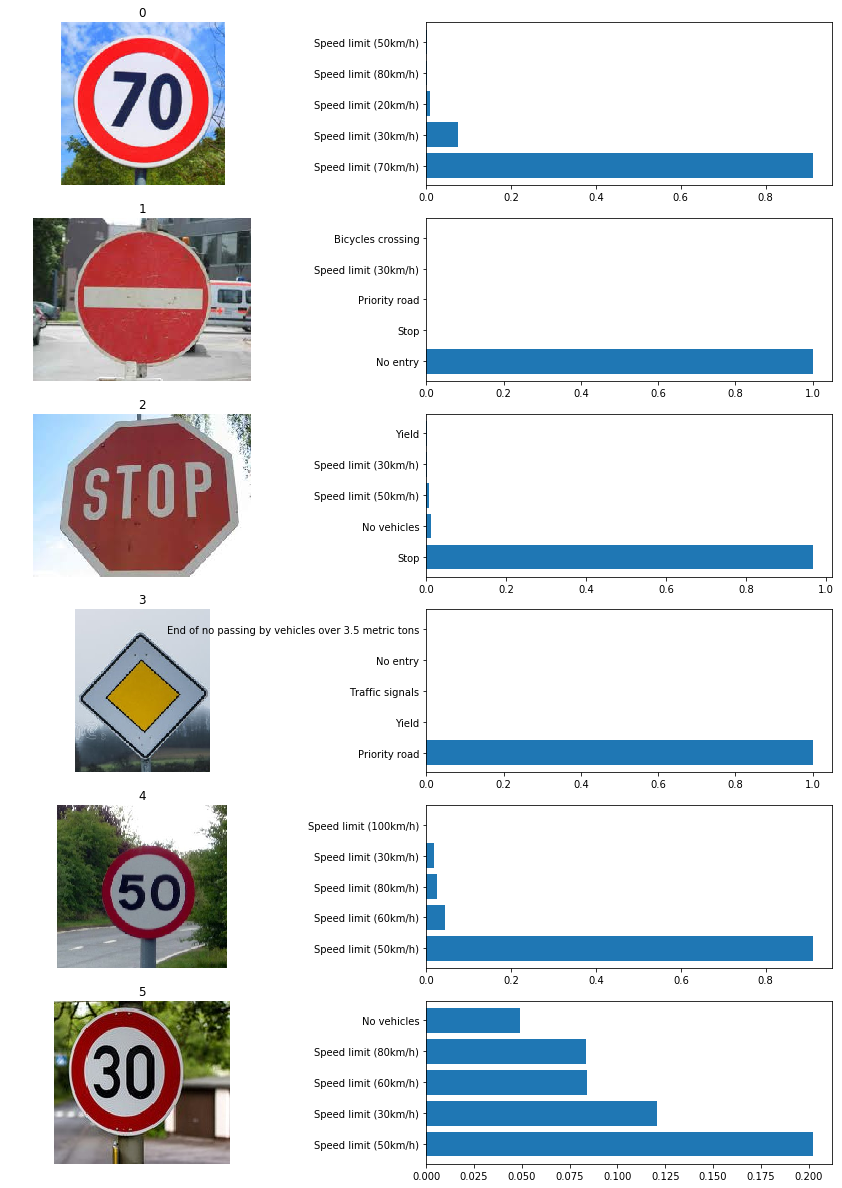 0
70
Speed limit (50km/h)
Speed limit (80km/h)
Speed limit (20km/h)
Speed limit (30km/h)
Speed limit (70km/h)
0.0 0.2 0.4 0.6 0.8
1
Bicycles crossing
Speed limit (30km/h)
Priority road
Stop
No entry
0.0 0.2 0.4 0.6 0.8 1.0
2
STOP
Yield
Speed limit (30km/h)
Speed limit (50km/h)
No vehicles
Stop
0.0 0.2 0.4 0.6 0.8 1.0
3
End of no passing by vehicles over 3.5 metric tons
No entry
Traffic signals
Yield
Priority road
0.0 0.2 0.4 0.6 0.8 1.0
4
50
Speed limit (100km/h)
Speed limit (30km/h)
Speed limit (80km/h)
Speed limit (60km/h)
Speed limit (50km/h)
0.0 0.2 0.4 0.6 0.8
5
30
No vehicles
Speed limit (80km/h)
Speed limit (60km/h)
Speed limit (30km/h)
Speed limit (50km/h)
0.000 0.025 0.050 0.075 0.100 0.125 0.150 0.175 0.200